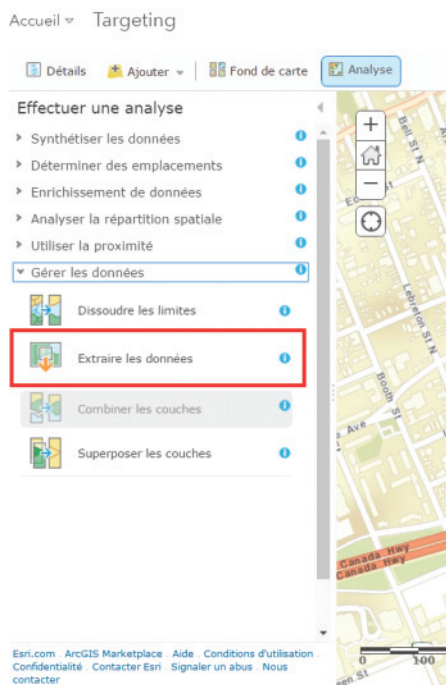 Accueil Targeting
Détails Ajouter Fond de carte Analyse
Effectuer une analyse
Synthétiser les données
Déterminer des emplacements
Enrichissement de données
Analyser la répartition spatiale
Utiliser la proximité
Gérer les données
Dissoudre les limites
Extraire les données
Combiner les couches
Superposer les couches
Esri.com . ArcGIS Marketplace . Aide . Conditions d'utilisation .
Confidentialité . Contacter Esri . Signaler un abus . Nous
contacter
Bell St N
Lebreton St N
Booth St
Ave
Canada Hwy
Canada Hwy
0 100